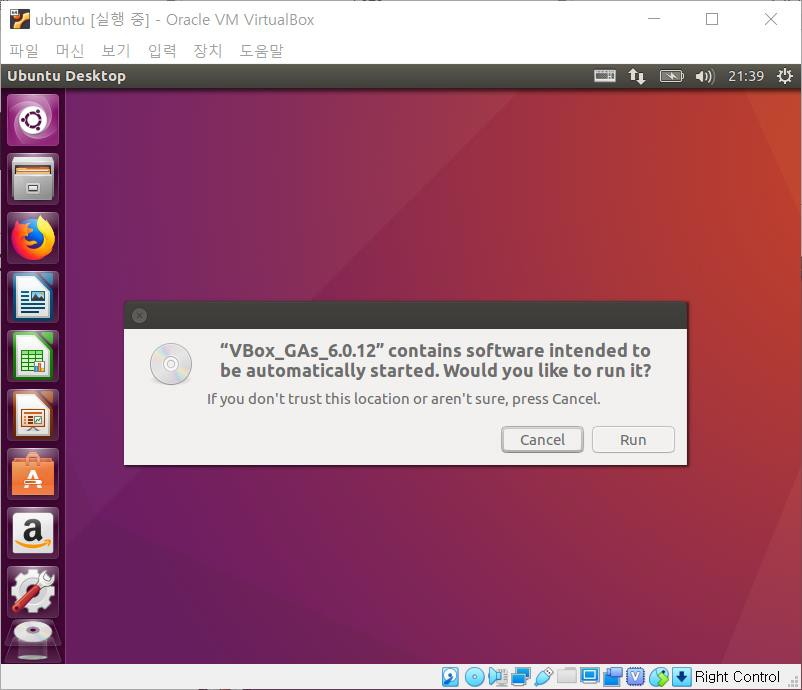 ubuntu [실행 중] - Oracle VM VirtualBox
파일 머신 보기 입력 장치 도움말
Ubuntu Desktop 21:39
“VBox_GAs_6.0.12” contains software intended to
be automatically started. Would you like to run it?
If you don't trust this location or aren't sure, press Cancel.
Cancel Run
Right Control